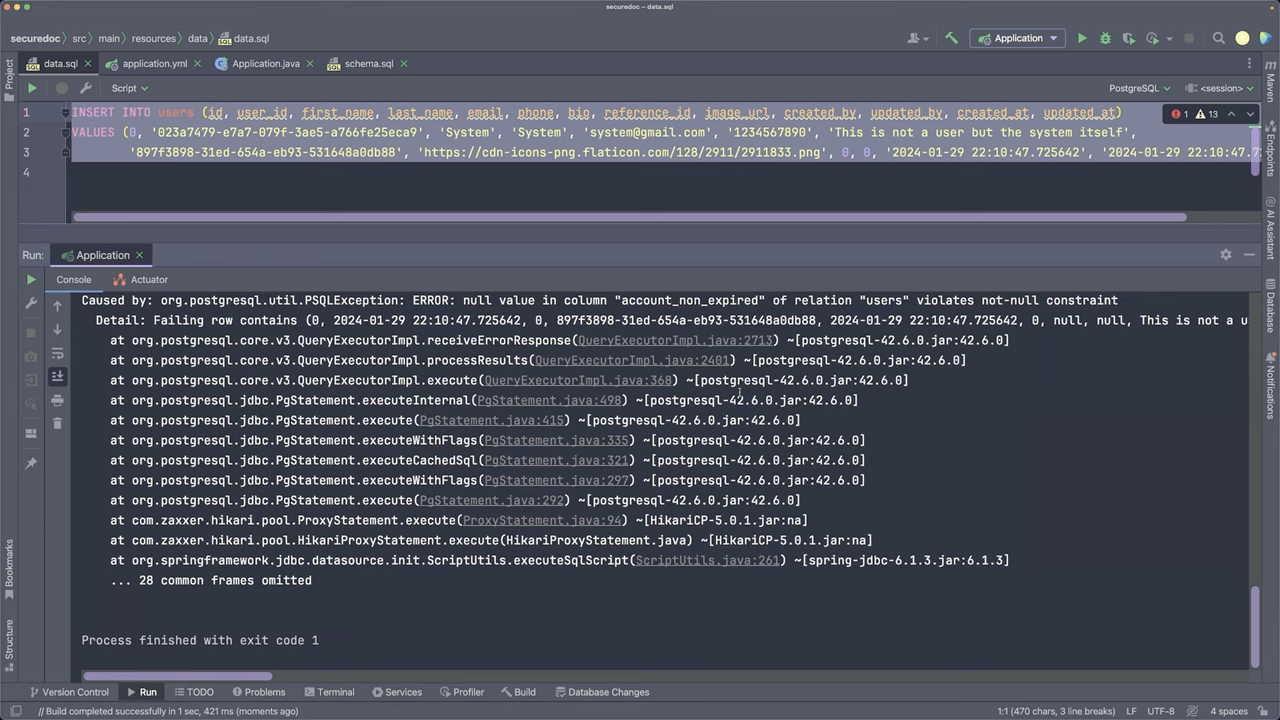 securedoc – data.sql
securedoc src main resources data data.sql Application
data.sql application.yml Application.java schema.sql
Script PostgreSQL <session>
1 INSERT INTO users (id, user_id, first_name, last_name, email, phone, bio, reference_id, image_url, created_by, updated_by, created_at, updated_at) 1 13
2 VALUES (0, '023a7479-e7a7-079f-3ae5-a766fe25eca9', 'System', 'System', 'system@gmail.com', '1234567890', 'This is not a user but the system itself',
3 '897f3898-31ed-654a-eb93-531648a0db88', 'https://cdn-icons-png.flaticon.com/128/2911/2911833.png', 0, 0, '2024-01-29 22:10:47.725642', '2024-01-29 22:10:47.7
4
Run: Application
Console Actuator
Caused by: org.postgresql.util.PSQLException: ERROR: null value in column "account_non_expired" of relation "users" violates not-null constraint
Detail: Failing row contains (0, 2024-01-29 22:10:47.725642, 0, 897f3898-31ed-654a-eb93-531648a0db88, 2024-01-29 22:10:47.725642, 0, null, null, This is not a u
at org.postgresql.core.v3.QueryExecutorImpl.receiveErrorResponse(QueryExecutorImpl.java:2713) ~[postgresql-42.6.0.jar:42.6.0]
at org.postgresql.core.v3.QueryExecutorImpl.processResults(QueryExecutorImpl.java:2401) ~[postgresql-42.6.0.jar:42.6.0]
at org.postgresql.core.v3.QueryExecutorImpl.execute(QueryExecutorImpl.java:368) ~[postgresql-42.6.0.jar:42.6.0]
at org.postgresql.jdbc.PgStatement.executeInternal(PgStatement.java:498) ~[postgresql-42.6.0.jar:42.6.0]
at org.postgresql.jdbc.PgStatement.execute(PgStatement.java:415) ~[postgresql-42.6.0.jar:42.6.0]
at org.postgresql.jdbc.PgStatement.executeWithFlags(PgStatement.java:335) ~[postgresql-42.6.0.jar:42.6.0]
at org.postgresql.jdbc.PgStatement.executeCachedSql(PgStatement.java:321) ~[postgresql-42.6.0.jar:42.6.0]
at org.postgresql.jdbc.PgStatement.executeWithFlags(PgStatement.java:297) ~[postgresql-42.6.0.jar:42.6.0]
at org.postgresql.jdbc.PgStatement.execute(PgStatement.java:292) ~[postgresql-42.6.0.jar:42.6.0]
at com.zaxxer.hikari.pool.ProxyStatement.execute(ProxyStatement.java:94) ~[HikariCP-5.0.1.jar:na]
at com.zaxxer.hikari.pool.HikariProxyStatement.execute(HikariProxyStatement.java) ~[HikariCP-5.0.1.jar:na]
at org.springframework.jdbc.datasource.init.ScriptUtils.executeSqlScript(ScriptUtils.java:261) ~[spring-jdbc-6.1.3.jar:6.1.3]
... 28 common frames omitted
Process finished with exit code 1
Version Control Run TODO Problems Terminal Services Profiler Build Database Changes
// Build completed successfully in 1 sec, 421 ms (moments ago) 1:1 (470 chars, 3 line breaks) LF UTF-8 4 spaces
Project
Bookmarks
Structure
Maven
Endpoints
AI Assistant
Database
Notifications